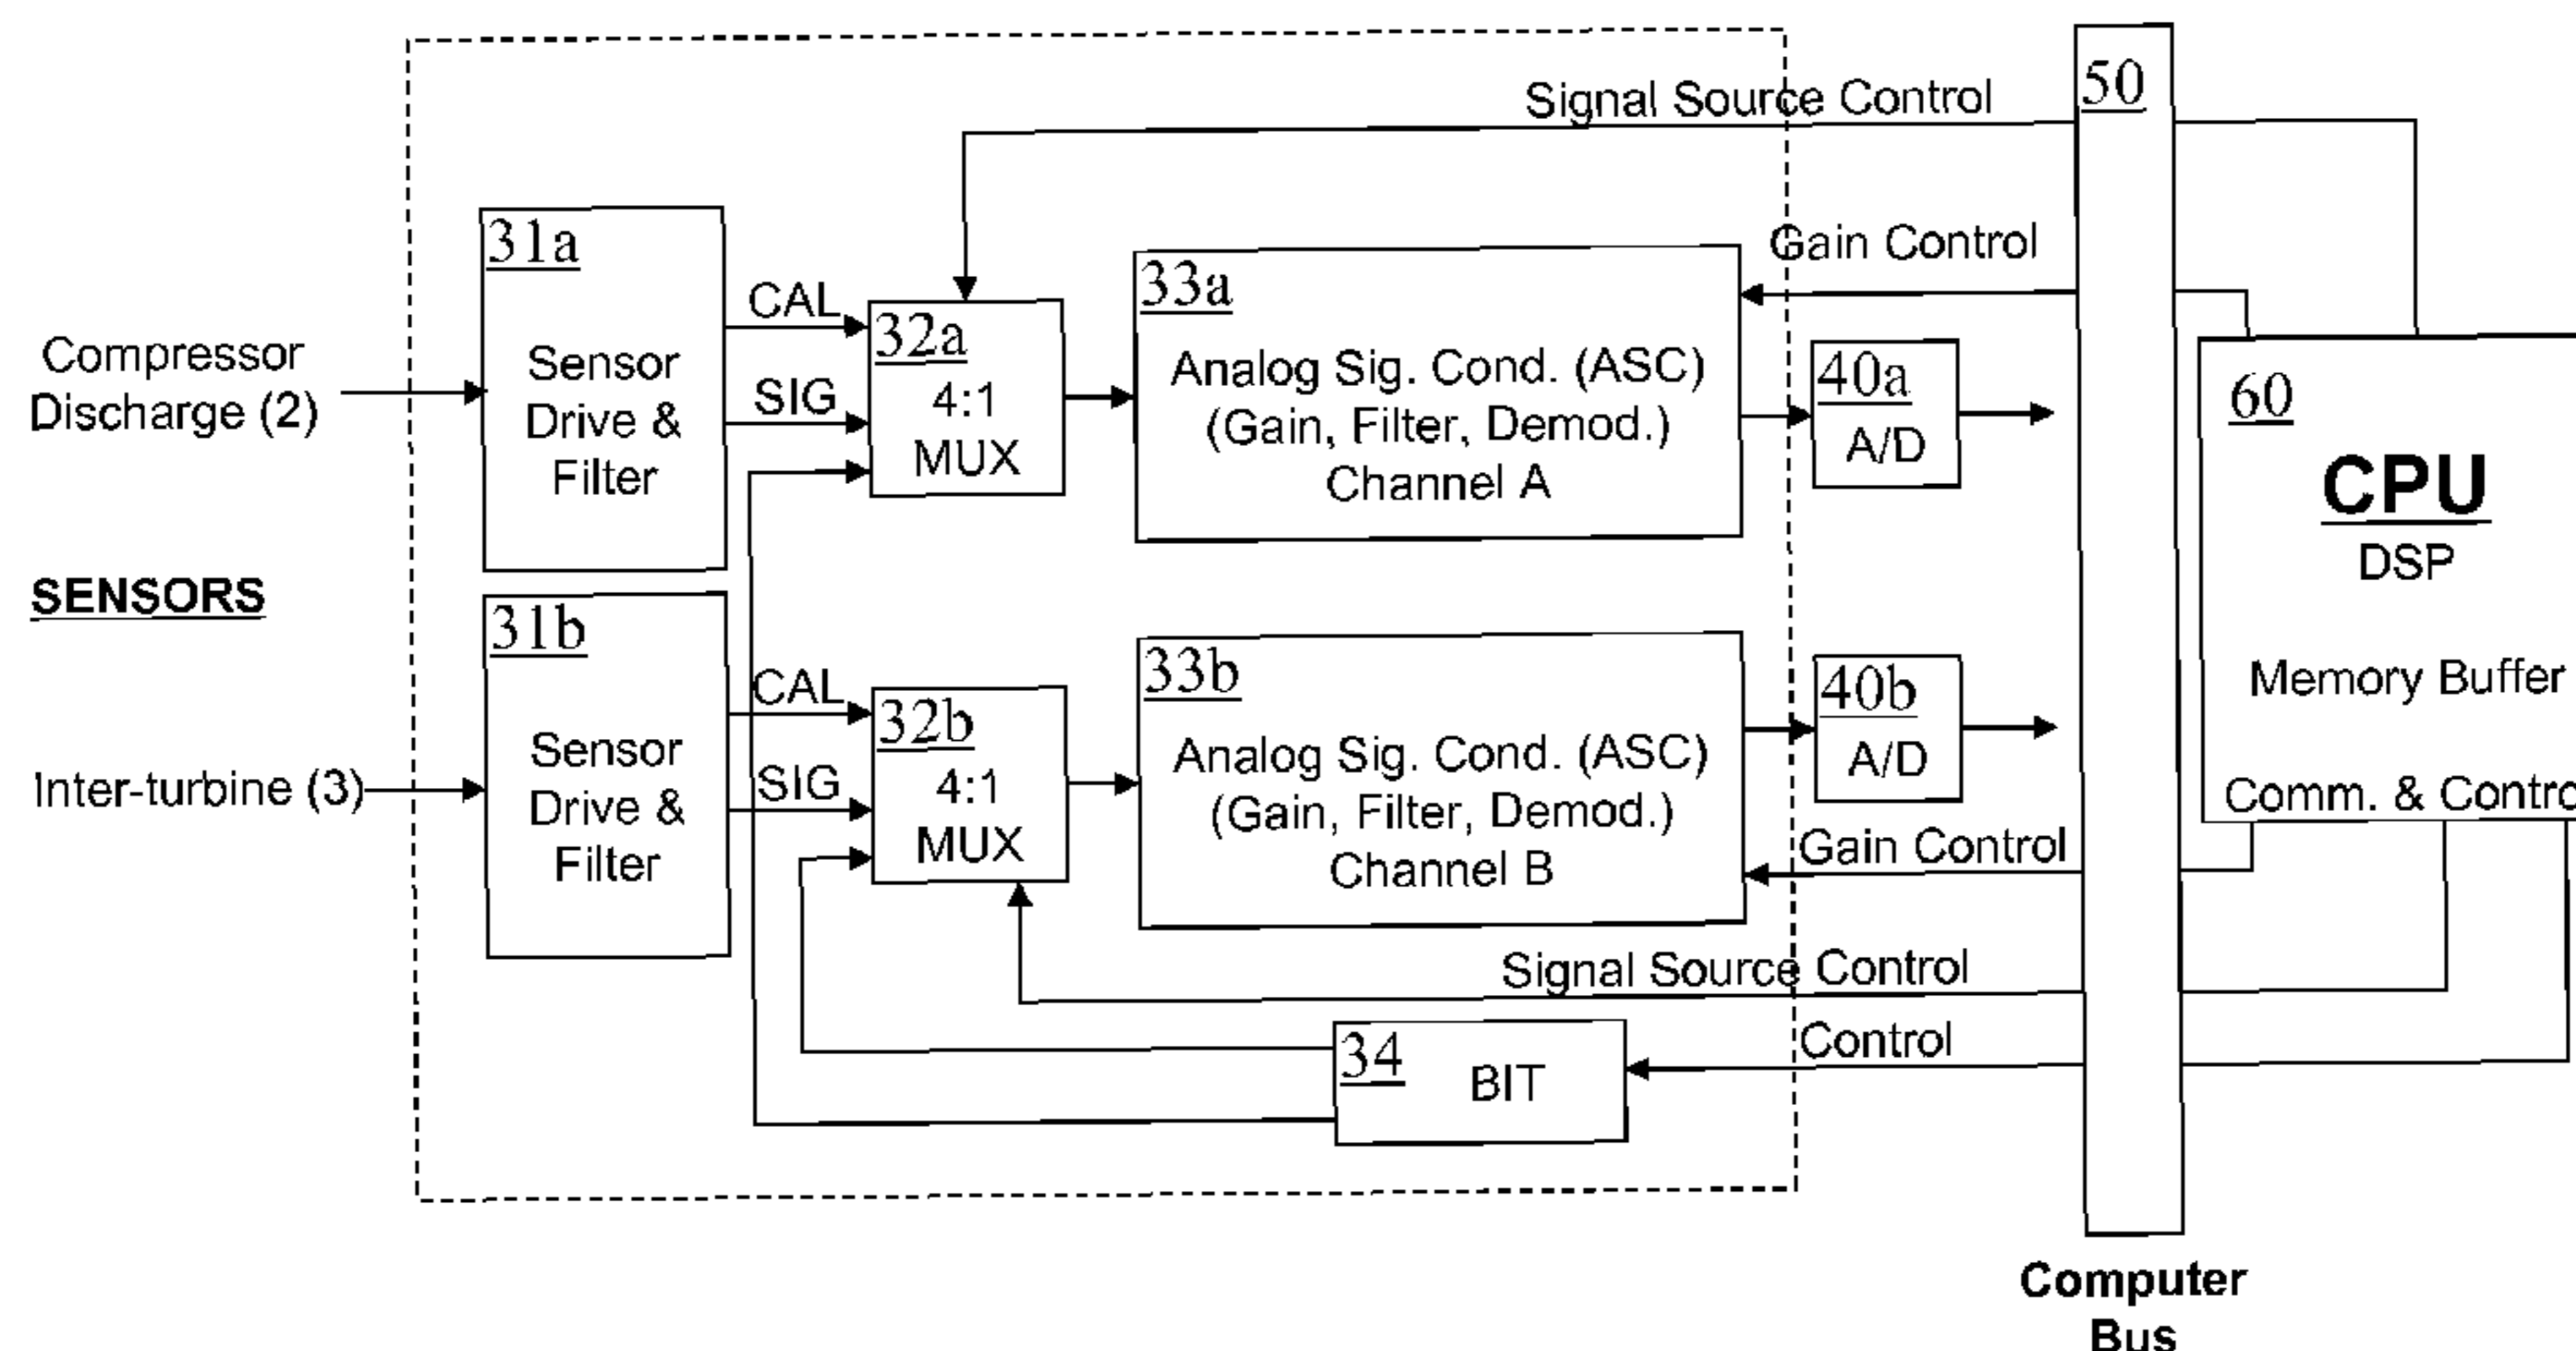 Signal Source Control
50
31a
Sensor
Drive &
Filter
Compressor
Discharge (2)
CAL
SIG
32a
4:1
MUX
33a
Analog Sig. Cond. (ASC)
(Gain, Filter, Demod.)
Channel A
Gain Control
40a
A/D
60
CPU
DSP
Memory Buffer
Comm. & Contro
SENSORS
31b
Sensor
Drive &
Filter
Inter-turbine (3)
CAL
SIG
32b
4:1
MUX
33b
Analog Sig. Cond. (ASC)
(Gain, Filter, Demod.)
Channel B
40b
A/D
Gain Control
Signal Source Control
34
BIT
Control
Computer
Bus